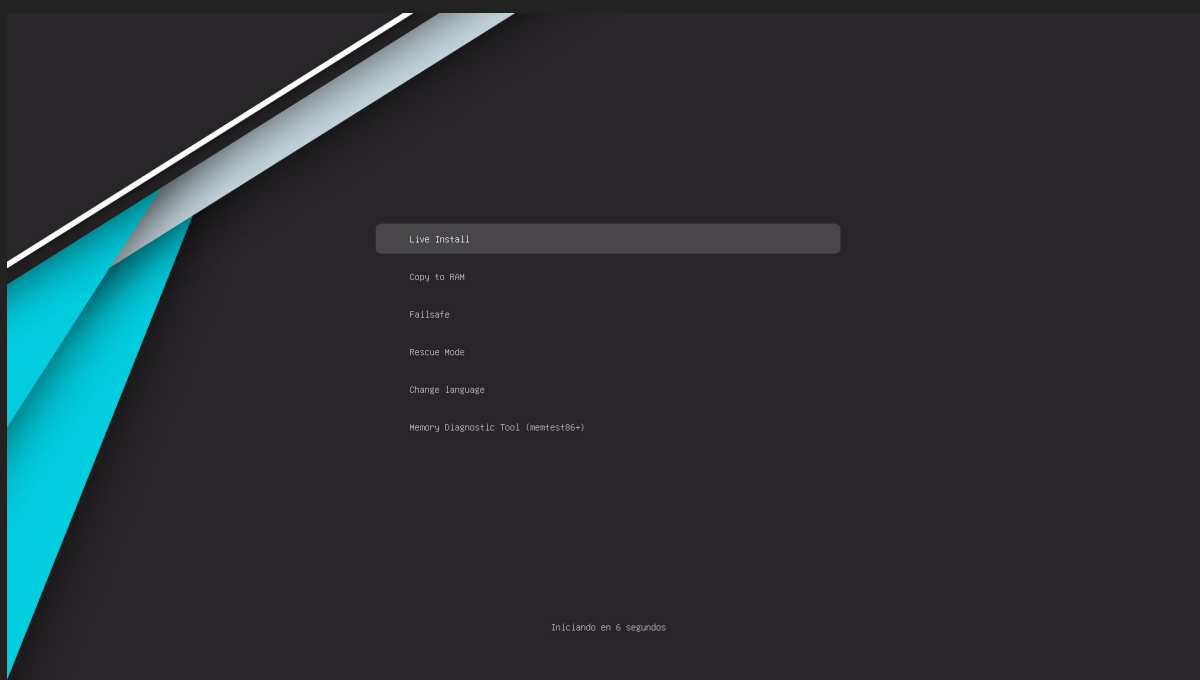 Live Install
Copy to RAM
Failsafe
Rescue Mode
Change language
Memory Diagnostic Tool (memtest86+)
Iniciando en 6 segundos